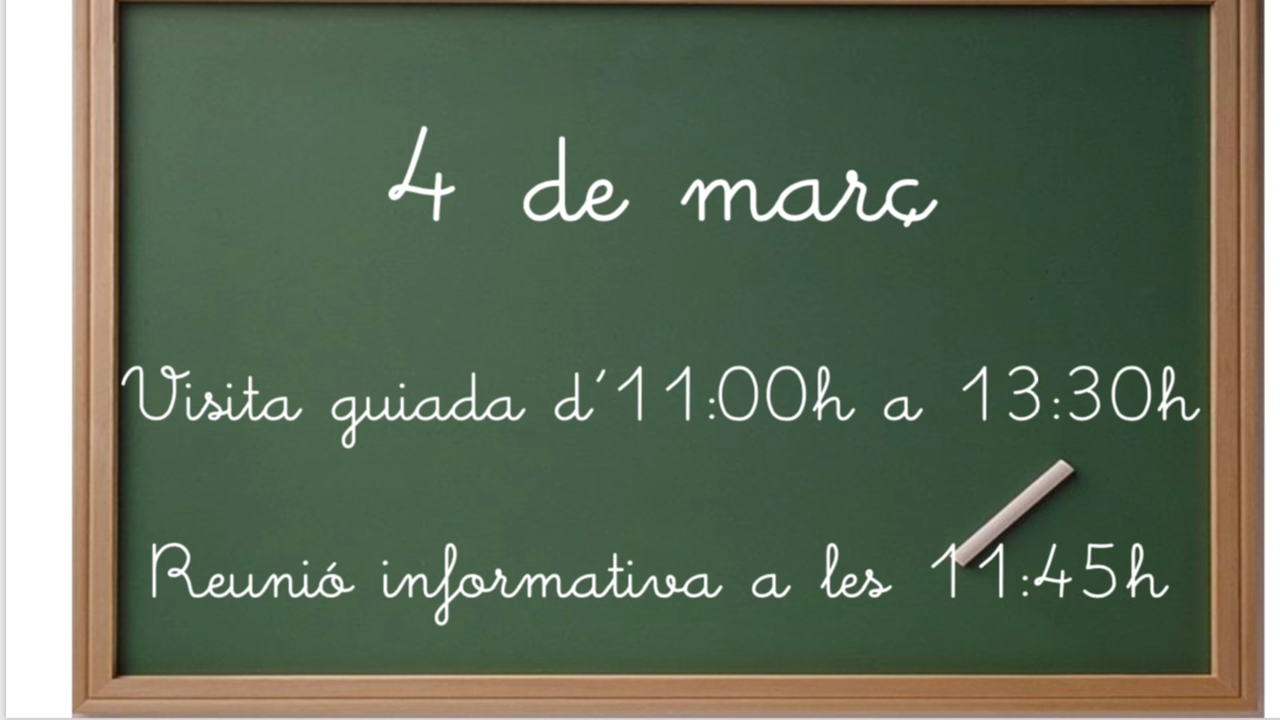 4 de març
Visita guiada d'11:00h a 13:30h
Reunió informativa a les 11:45h